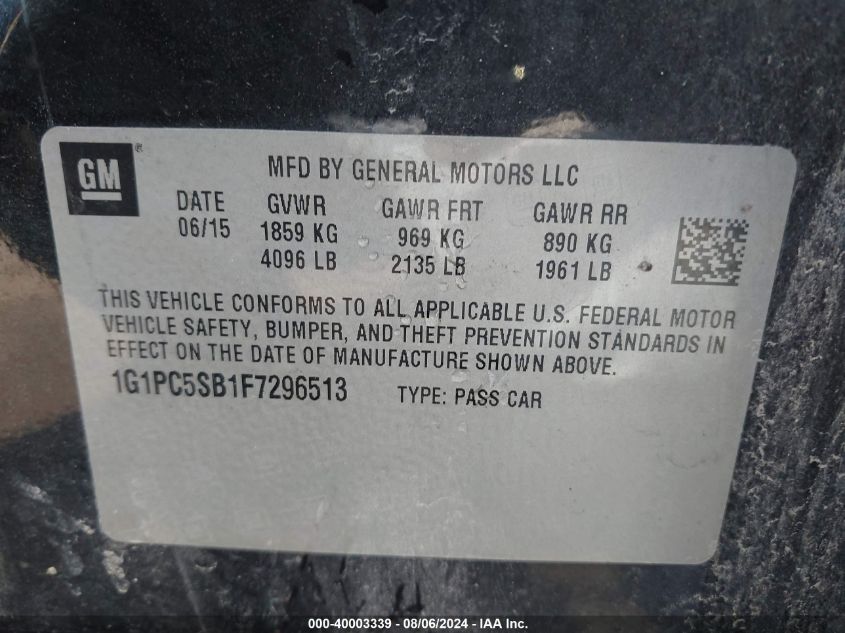 GM ®
MFD BY GENERAL MOTORS LLC
DATE GVWR GAWR FRT GAWR RR
06/15 1859 KG 969 KG 890 KG
4096 LB 2135 LB 1961 LB
THIS VEHICLE CONFORMS TO ALL APPLICABLE U.S. FEDERAL MOTOR
VEHICLE SAFETY, BUMPER, AND THEFT PREVENTION STANDARDS IN
EFFECT ON THE DATE OF MANUFACTURE SHOWN ABOVE.
1G1PC5SB1F7296513 TYPE: PASS CAR
000-40003339 - 08/06/2024 - IAA Inc.